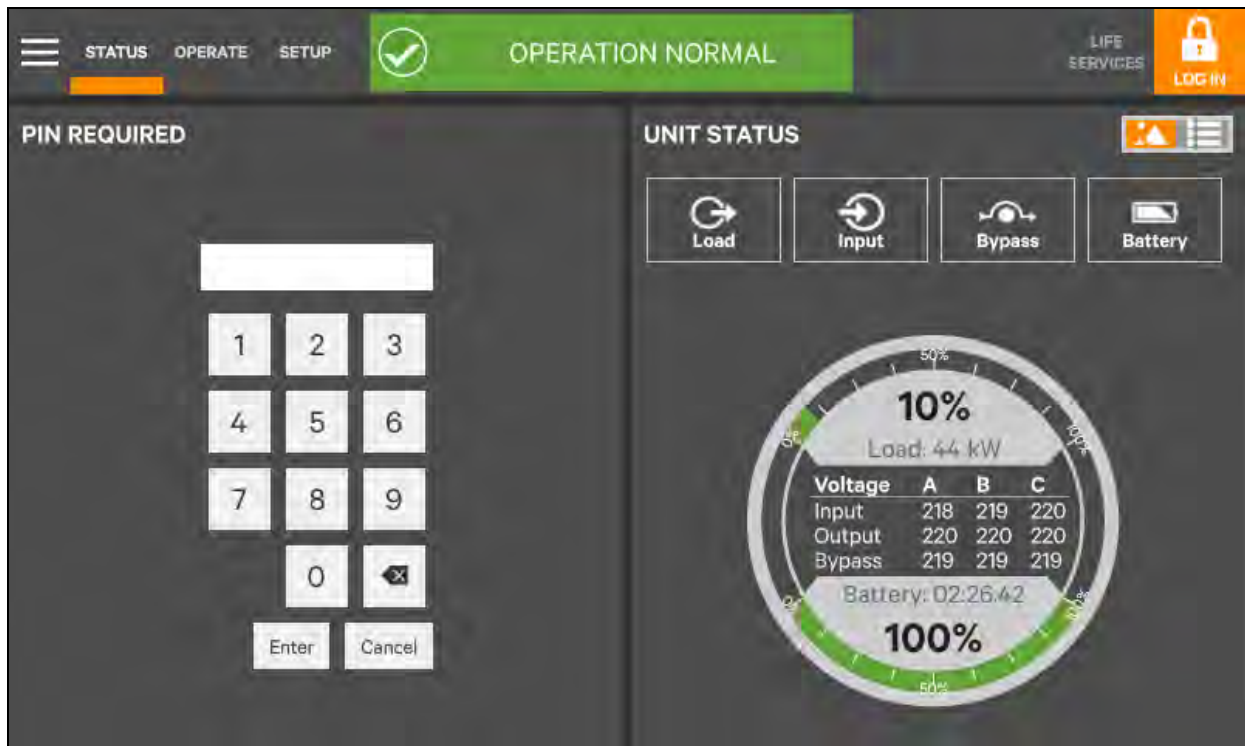 STATUS OPERATE SETUP
OPERATION NORMAL
LIFE
SERVICES
LOG IN
PIN REQUIRED
1 2 3
4 5 6
7 8 9
0
Enter Cancel
UNIT STATUS
Load Input Bypass Battery
50%
0% 100%
10%
Load: 44 kW
Voltage A B C
Input 218 219 220
Output 220 220 220
Bypass 219 219 219
Battery: 02:26:42
100%
0% 100%
50%